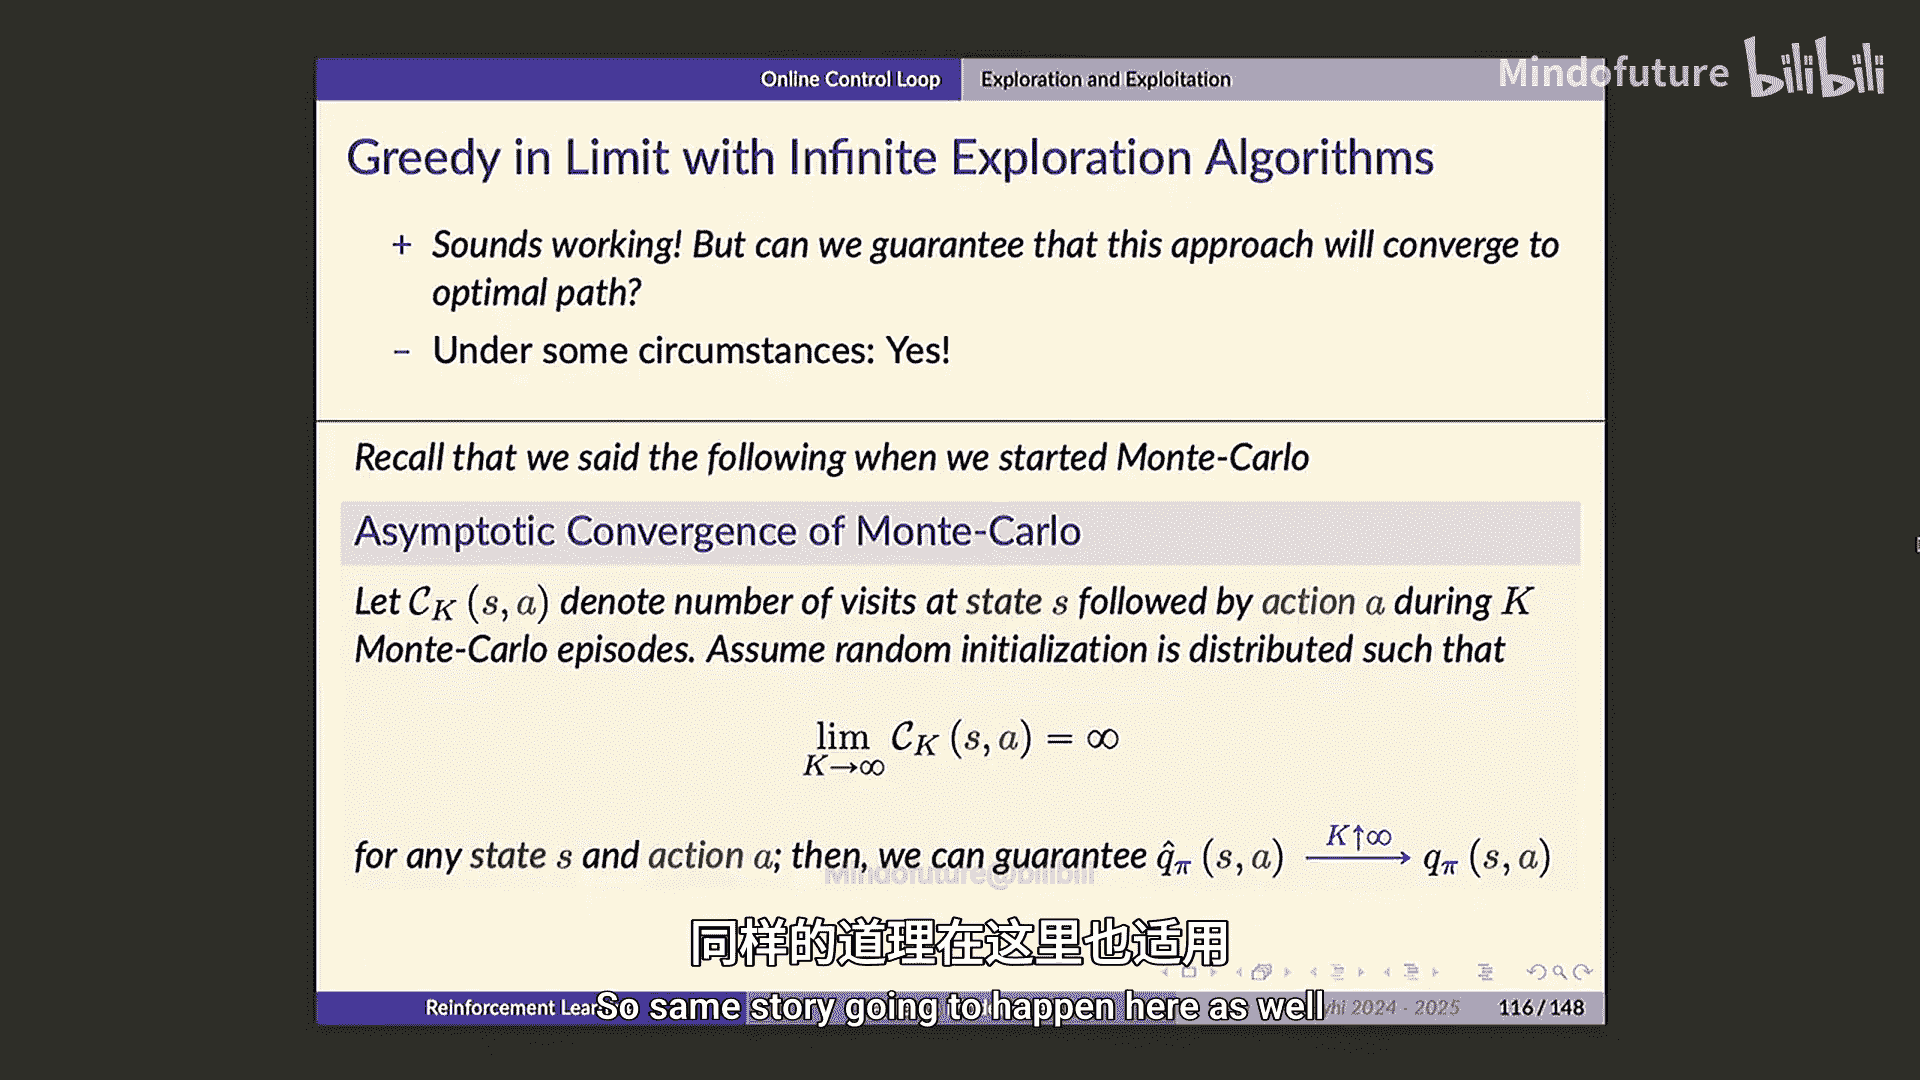 Online Control Loop
Exploration and Exploitation
Mindofuture bilibili
Greedy in Limit with Infinite Exploration Algorithms
+ Sounds working! But can we guarantee that this approach will converge to
optimal path?
– Under some circumstances: Yes!
Recall that we said the following when we started Monte-Carlo
Asymptotic Convergence of Monte-Carlo
Let C_K (s, a) denote number of visits at state s followed by action a during K
Monte-Carlo episodes. Assume random initialization is distributed such that
lim_{K→∞} C_K (s, a) = ∞
for any state s and action a; then, we can guarantee q̂_π (s, a) —K↑∞→ q_π (s, a)
Mindofuture@bilibili
同样的道理在这里也适用
So same story going to happen here as well
Reinforcement Lear
2024 - 2025
116 / 148